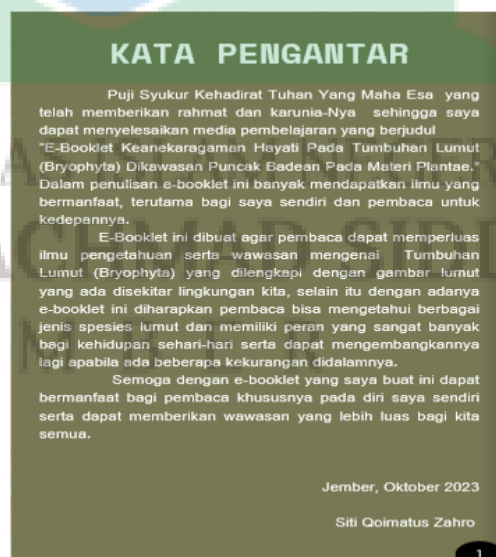 KATA PENGANTAR
Puji Syukur Kehadirat Tuhan Yang Maha Esa yang
telah memberikan rahmat dan karunia-Nya sehingga saya
dapat menyelesaikan media pembelajaran yang berjudul
"E-Booklet Keanekaragaman Hayati Pada Tumbuhan Lumut
(Bryophyta) Dikawasan Puncak Badean Pada Materi Plantae."
Dalam penulisan e-booklet ini banyak mendapatkan ilmu yang
bermanfaat, terutama bagi saya sendiri dan pembaca untuk
kedepannya.
E-Booklet ini dibuat agar pembaca dapat memperluas
ilmu pengetahuan serta wawasan mengenai Tumbuhan
Lumut (Bryophyta) yang dilengkapi dengan gambar lumut
yang ada disekitar lingkungan kita, selain itu dengan adanya
e-booklet ini diharapkan pembaca bisa mengetahui berbagai
jenis spesies lumut dan memiliki peran yang sangat banyak
bagi kehidupan sehari-hari serta dapat mengembangkannya
lagi apabila ada beberapa kekurangan didalamnya.
Semoga dengan e-booklet yang saya buat ini dapat
bermanfaat bagi pembaca khususnya pada diri saya sendiri
serta dapat memberikan wawasan yang lebih luas bagi kita
semua.
Jember, Oktober 2023
Siti Qoimatus Zahro
1